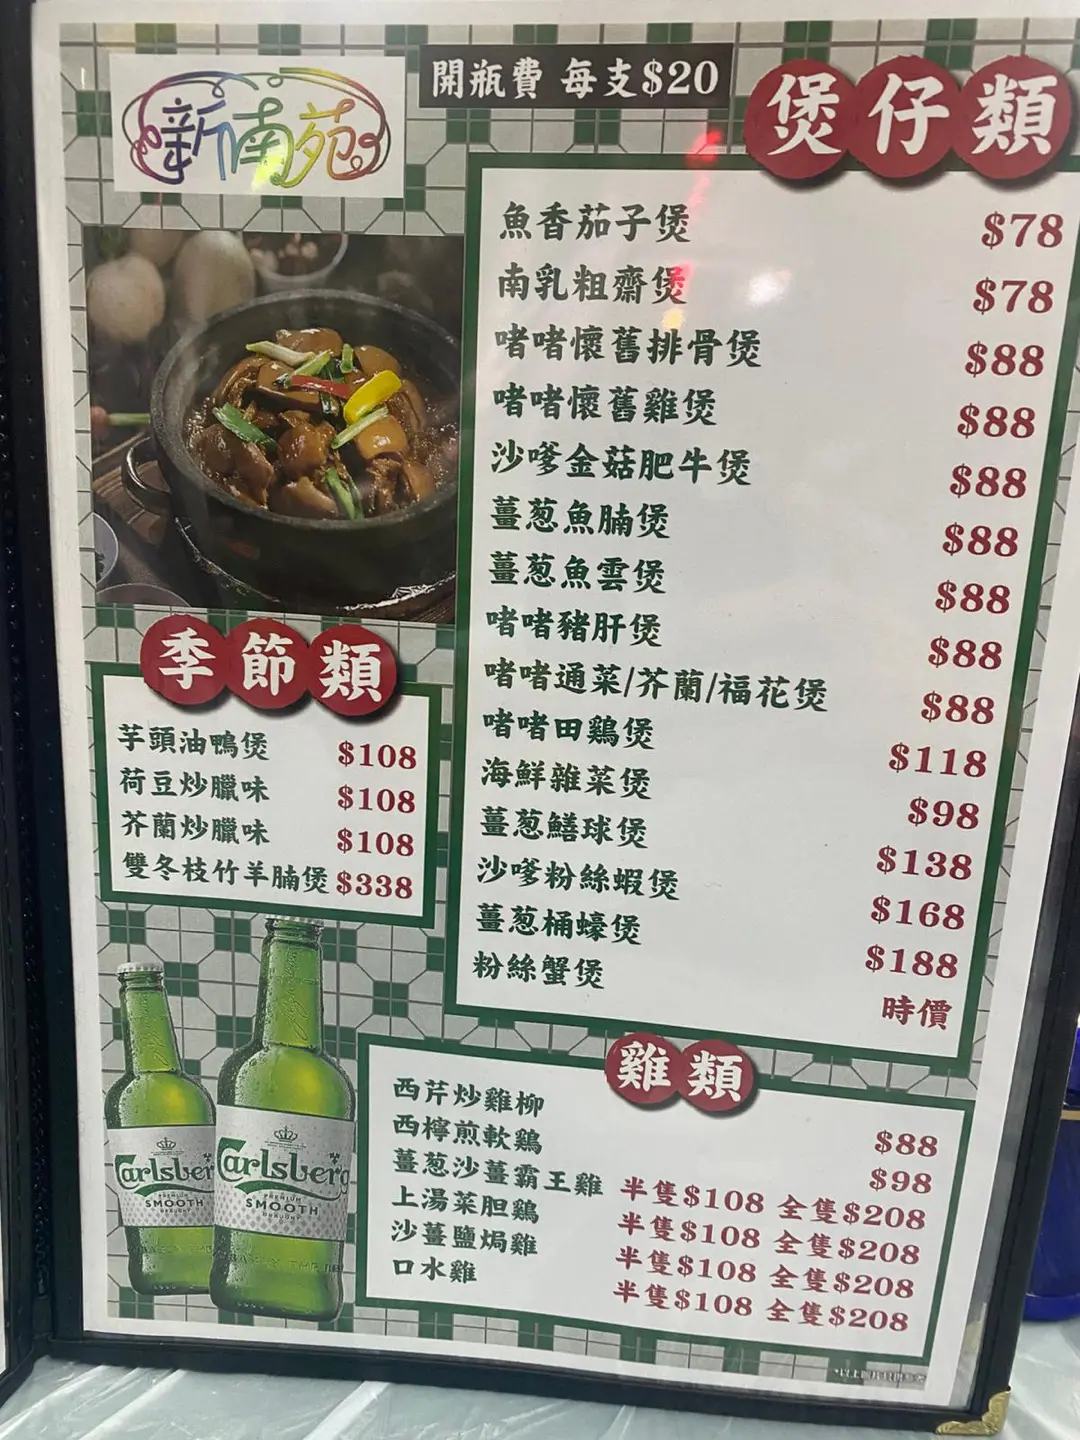 新南苑
開瓶費 每支$20
煲仔類
魚香茄子煲 $78
南乳粗齋煲 $78
啫啫懷舊排骨煲 $88
啫啫懷舊雞煲 $88
沙嗲金菇肥牛煲 $88
薑葱魚腩煲 $88
薑葱魚雲煲 $88
啫啫豬肝煲 $88
啫啫通菜/芥蘭/福花煲 $88
啫啫田鷄煲 $118
海鮮雜菜煲 $98
薑葱鱔球煲 $138
沙嗲粉絲蝦煲 $168
薑葱桶蠔煲 $188
粉絲蟹煲 時價
季節類
芋頭油鴨煲 $108
荷豆炒臘味 $108
芥蘭炒臘味 $108
雙冬枝竹羊腩煲 $338
雞類
西芹炒雞柳 $88
西檸煎軟鷄 $98
薑葱沙薑霸王雞 半隻$108 全隻$208
上湯菜胆鷄 半隻$108 全隻$208
沙薑鹽焗雞 半隻$108 全隻$208
口水雞 半隻$108 全隻$208
Carlsberg
PREMIUM
SMOOTH
DRAUGHT
Carlsberg
PREMIUM
SMOOTH
DRAUGHT